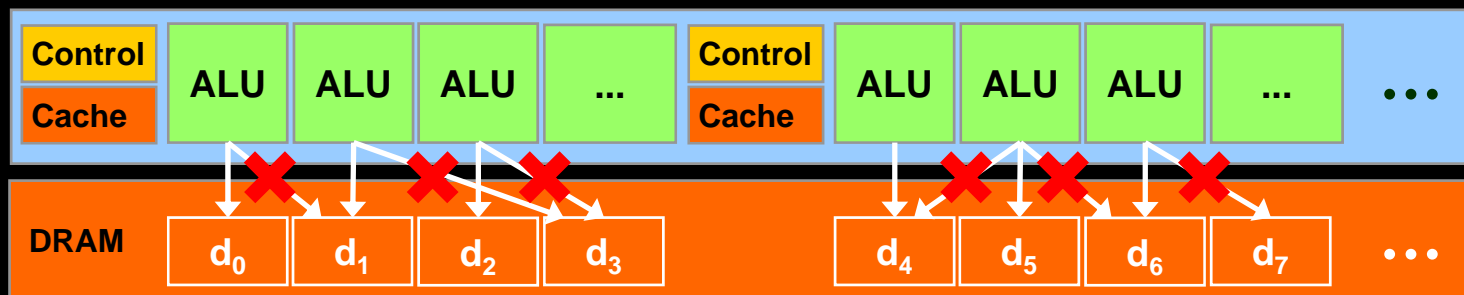 Control
Cache
ALU
ALU
ALU
...
Control
Cache
ALU
ALU
ALU
...
...
DRAM
d0
d1
d2
d3
d4
d5
d6
d7
...